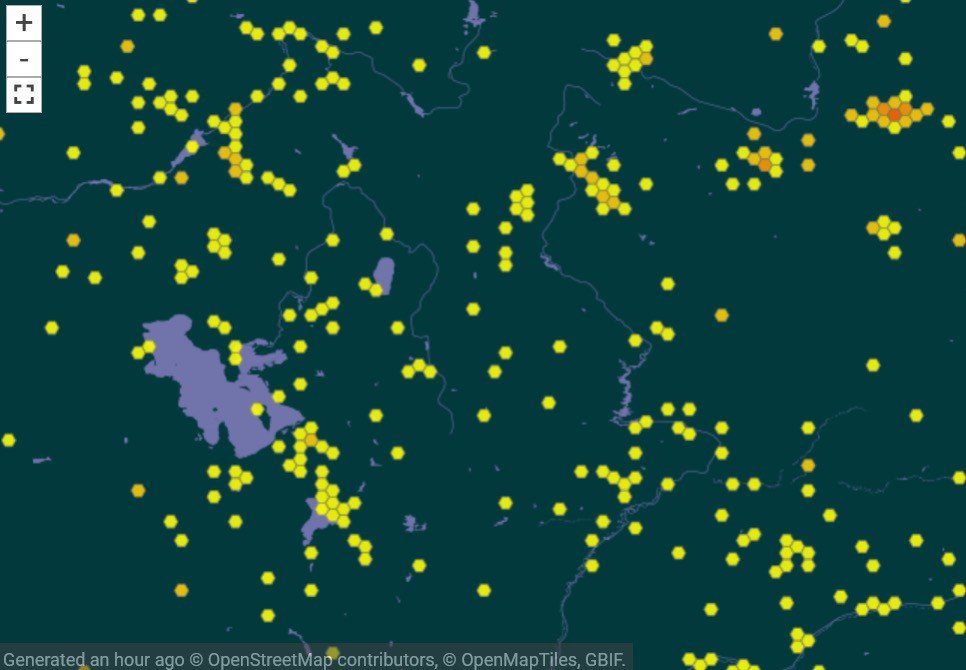 +
-
Generated an hour ago © OpenStreetMap contributors, © OpenMapTiles, GBIF.